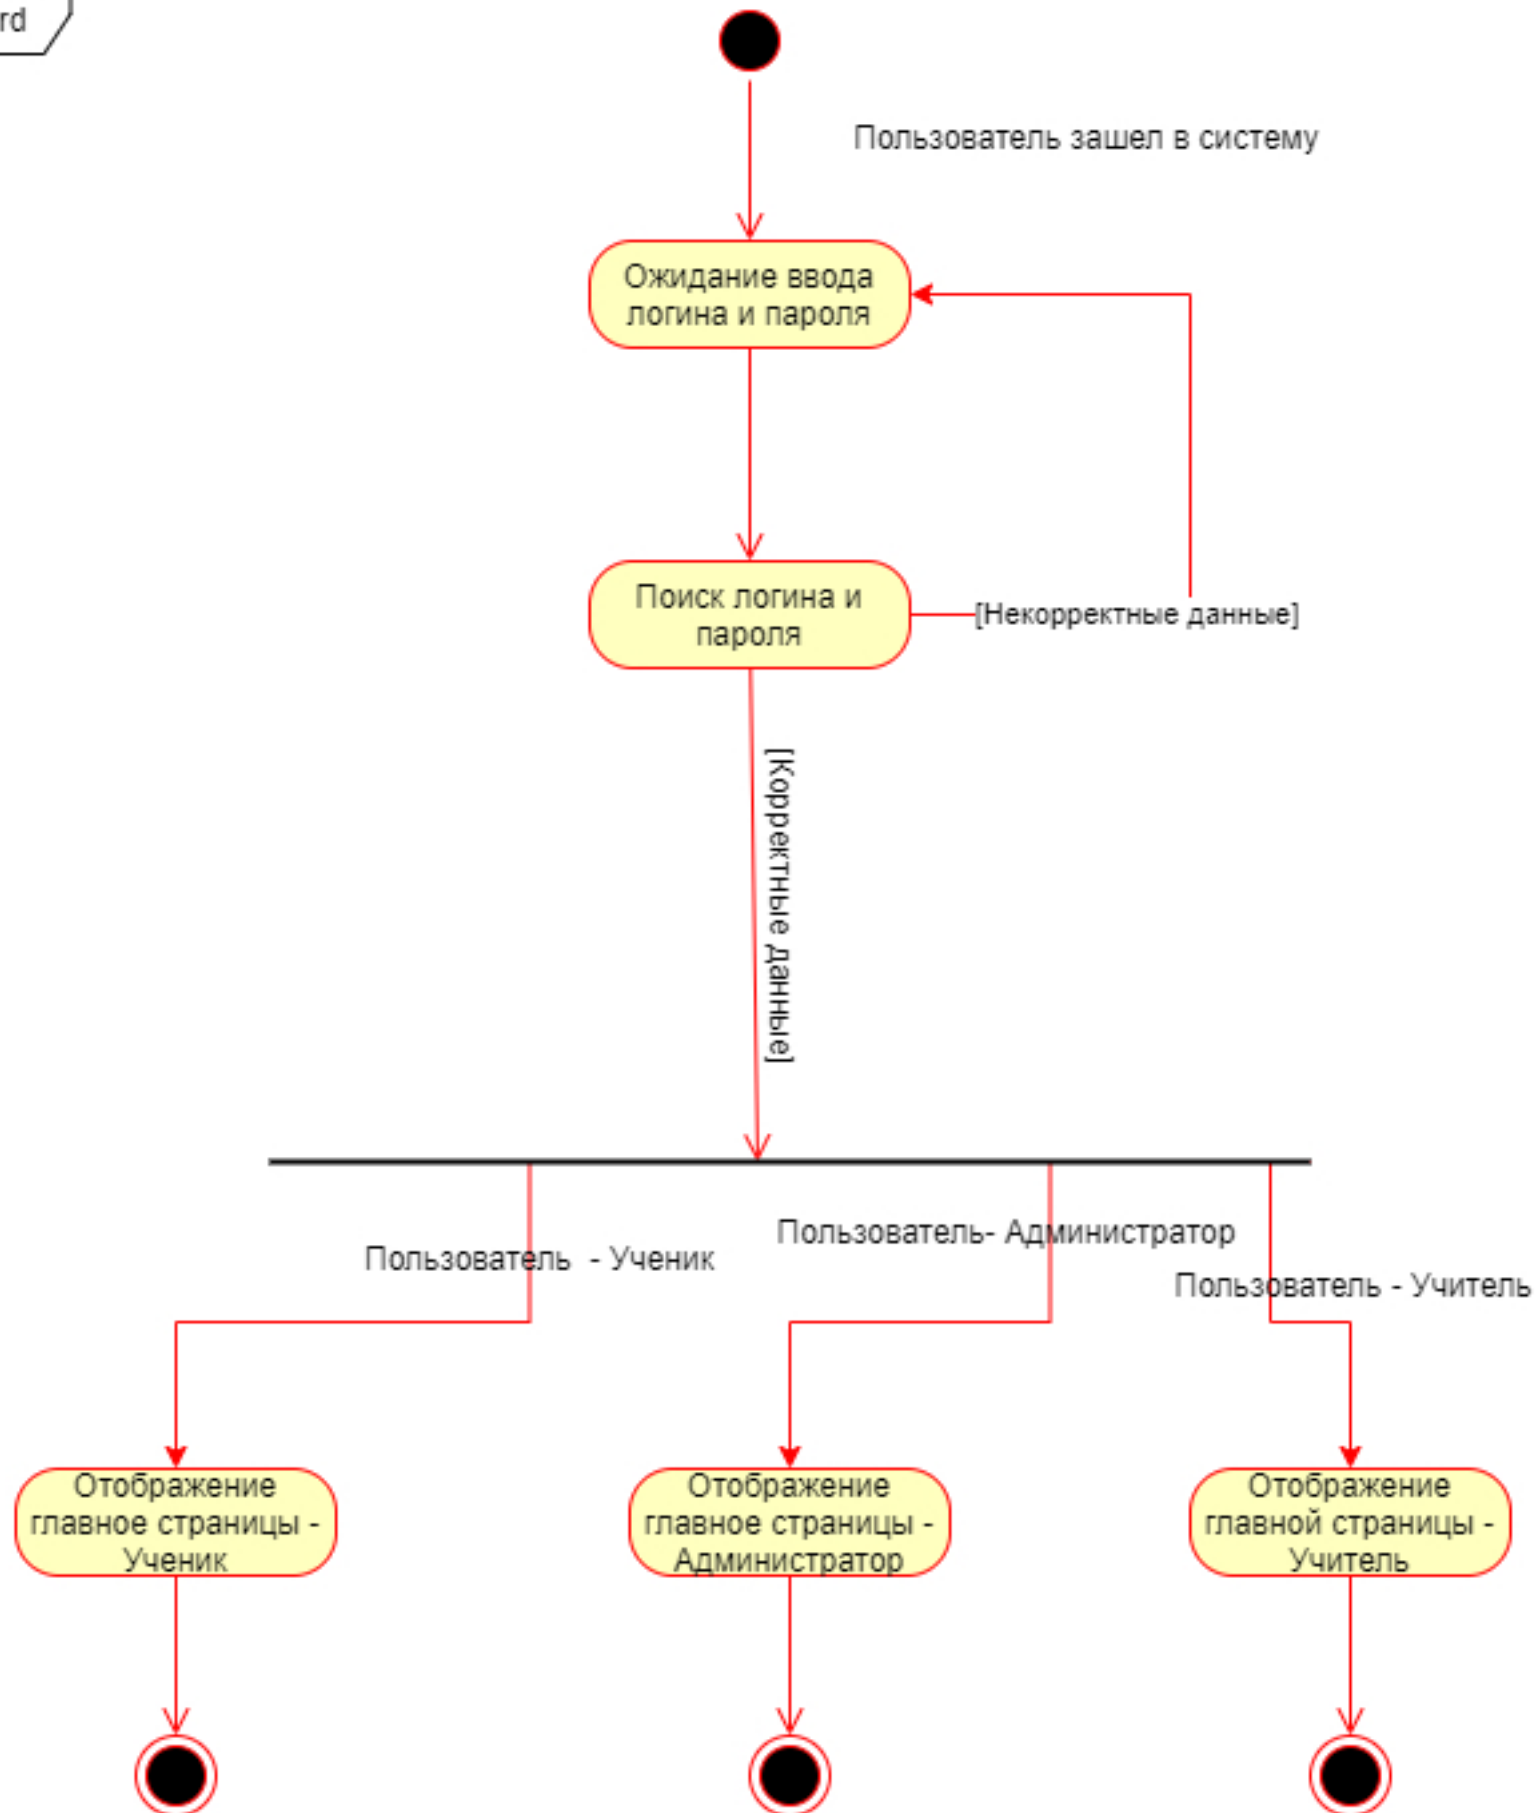 rd
Пользователь зашел в систему
Ожидание ввода
логина и пароля
Поиск логина и
пароля
[Некорректные данные]
[Корректные данные]
Пользователь- Администратор
Пользователь  - Ученик
Пользователь - Учитель
Отображение
главное страницы -
Ученик
Отображение
главное страницы -
Администратор
Отображение
главной страницы -
Учитель